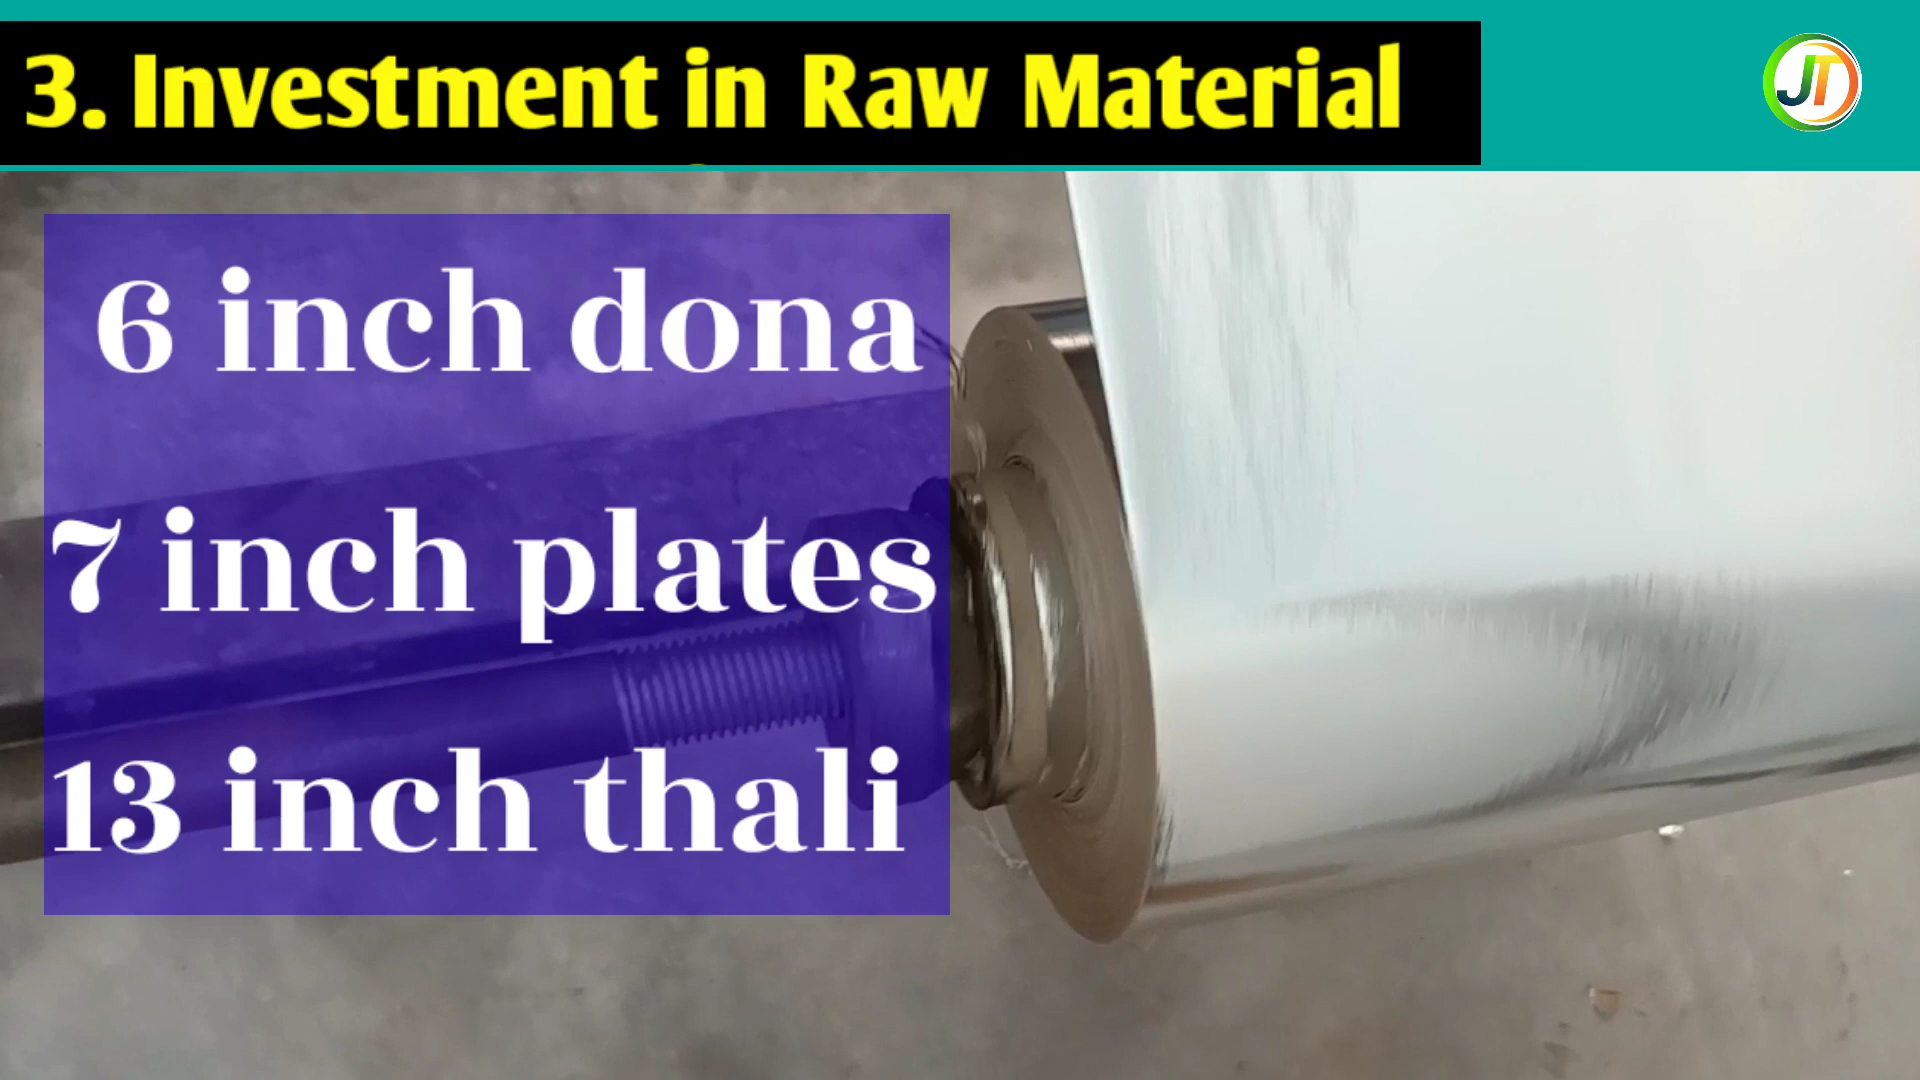 3. Investment in Raw Material
JT
6 inch dona
7 inch plates
13 inch thali